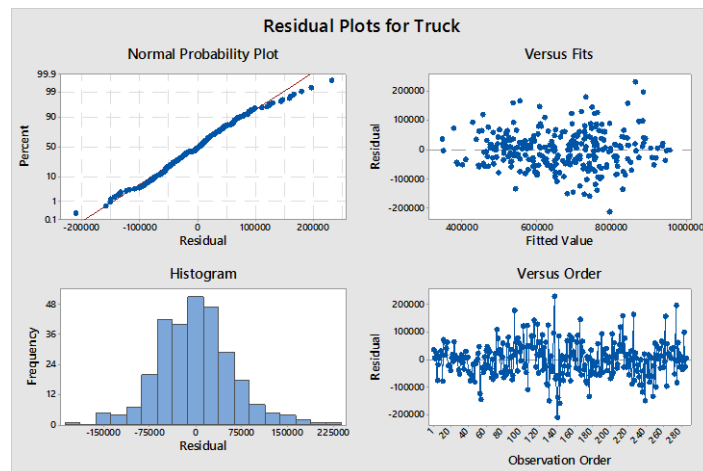 Residual Plots for Truck
Normal Probability Plot
99.9
99
90
50
10
1
0.1
Percent
-200000 -100000 0 100000 200000
Residual
Versus Fits
200000
100000
0
-100000
-200000
Residual
400000 600000 800000 1000000
Fitted Value
Histogram
48
36
24
12
0
Frequency
-150000 -75000 0 75000 150000 225000
Residual
Versus Order
200000
100000
0
-100000
-200000
Residual
1 20 40 60 80 100 120 140 160 180 200 220 240 260 280
Observation Order